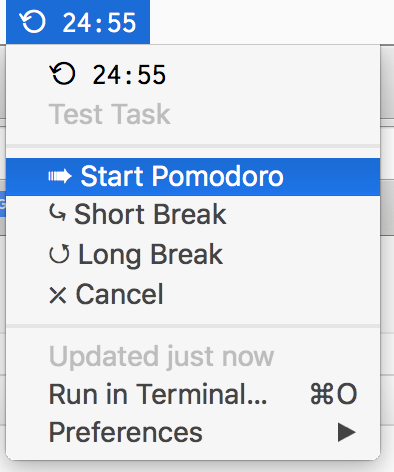 24:55
24:55
Test Task
Start Pomodoro
Short Break
Long Break
Cancel
Updated just now
Run in Terminal... ⌘O
Preferences